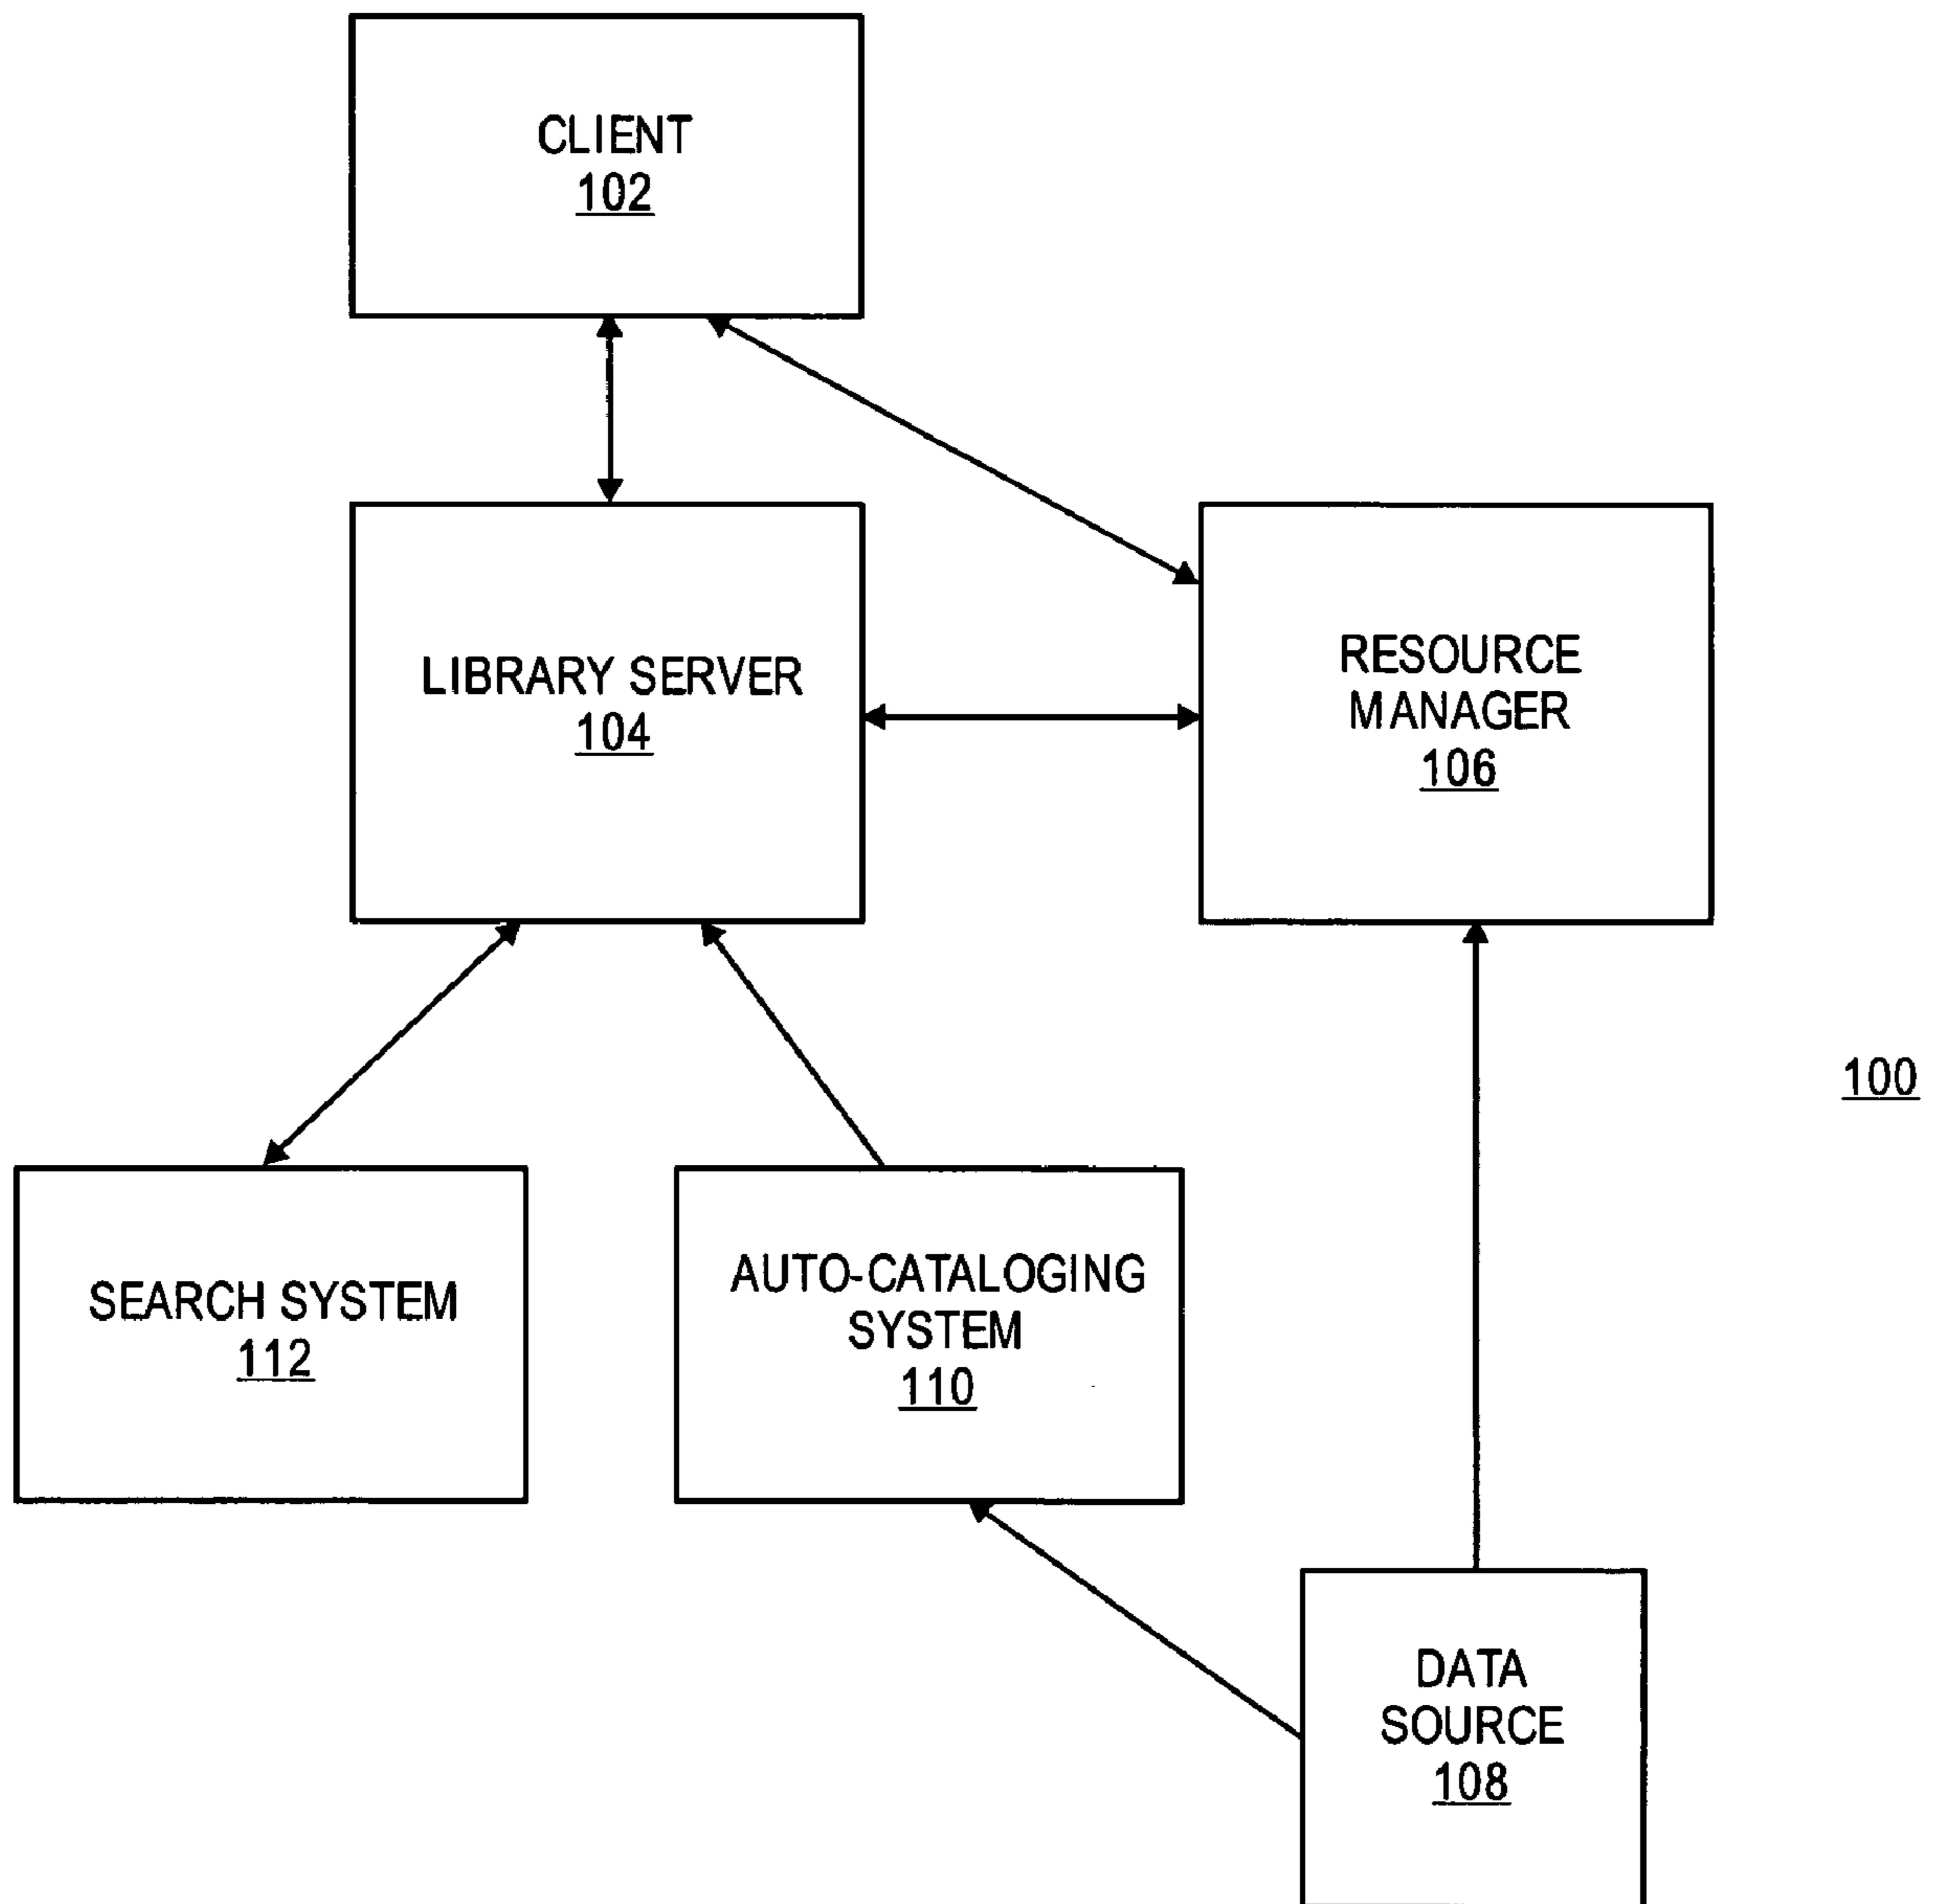 CLIENT
102
LIBRARY SERVER
104
RESOURCE
MANAGER
106
100
SEARCH SYSTEM
112
AUTO-CATALOGING
SYSTEM
110
DATA
SOURCE
108